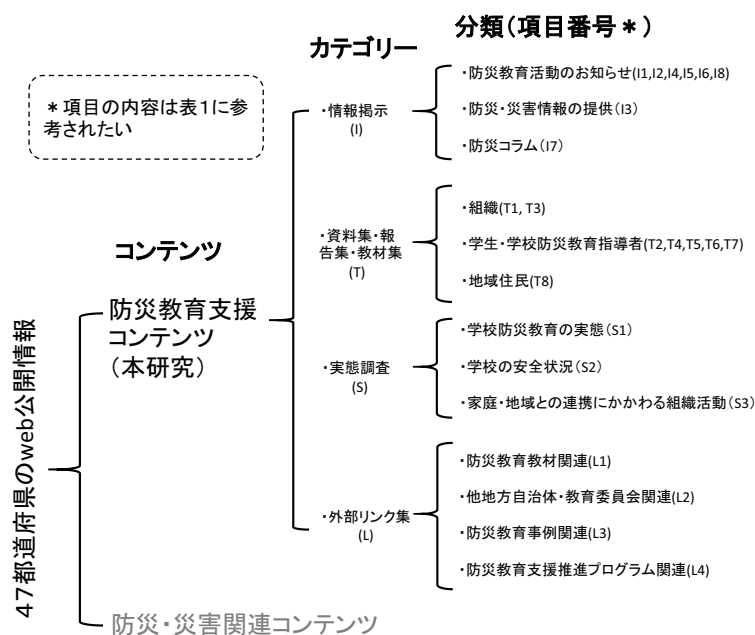 分類(項目番号＊)
カテゴリー
＊項目の内容は表1に参
考されたい
コンテンツ
47都道府県のweb公開情報
防災教育支援
コンテンツ
(本研究)
防災・災害関連コンテンツ
・情報掲示
(I)
・防災教育活動のお知らせ(I1,I2,I4,I5,I6,I8)
・防災・災害情報の提供(I3)
・防災コラム(I7)
・資料集・報
告集・教材集
(T)
・組織(T1, T3)
・学生・学校防災教育指導者(T2,T4,T5,T6,T7)
・地域住民(T8)
・実態調査
(S)
・学校防災教育の実態(S1)
・学校の安全状況(S2)
・家庭・地域との連携にかかわる組織活動(S3)
・外部リンク集
(L)
・防災教育教材関連(L1)
・他地方自治体・教育委員会関連(L2)
・防災教育事例関連(L3)
・防災教育支援推進プログラム関連(L4)